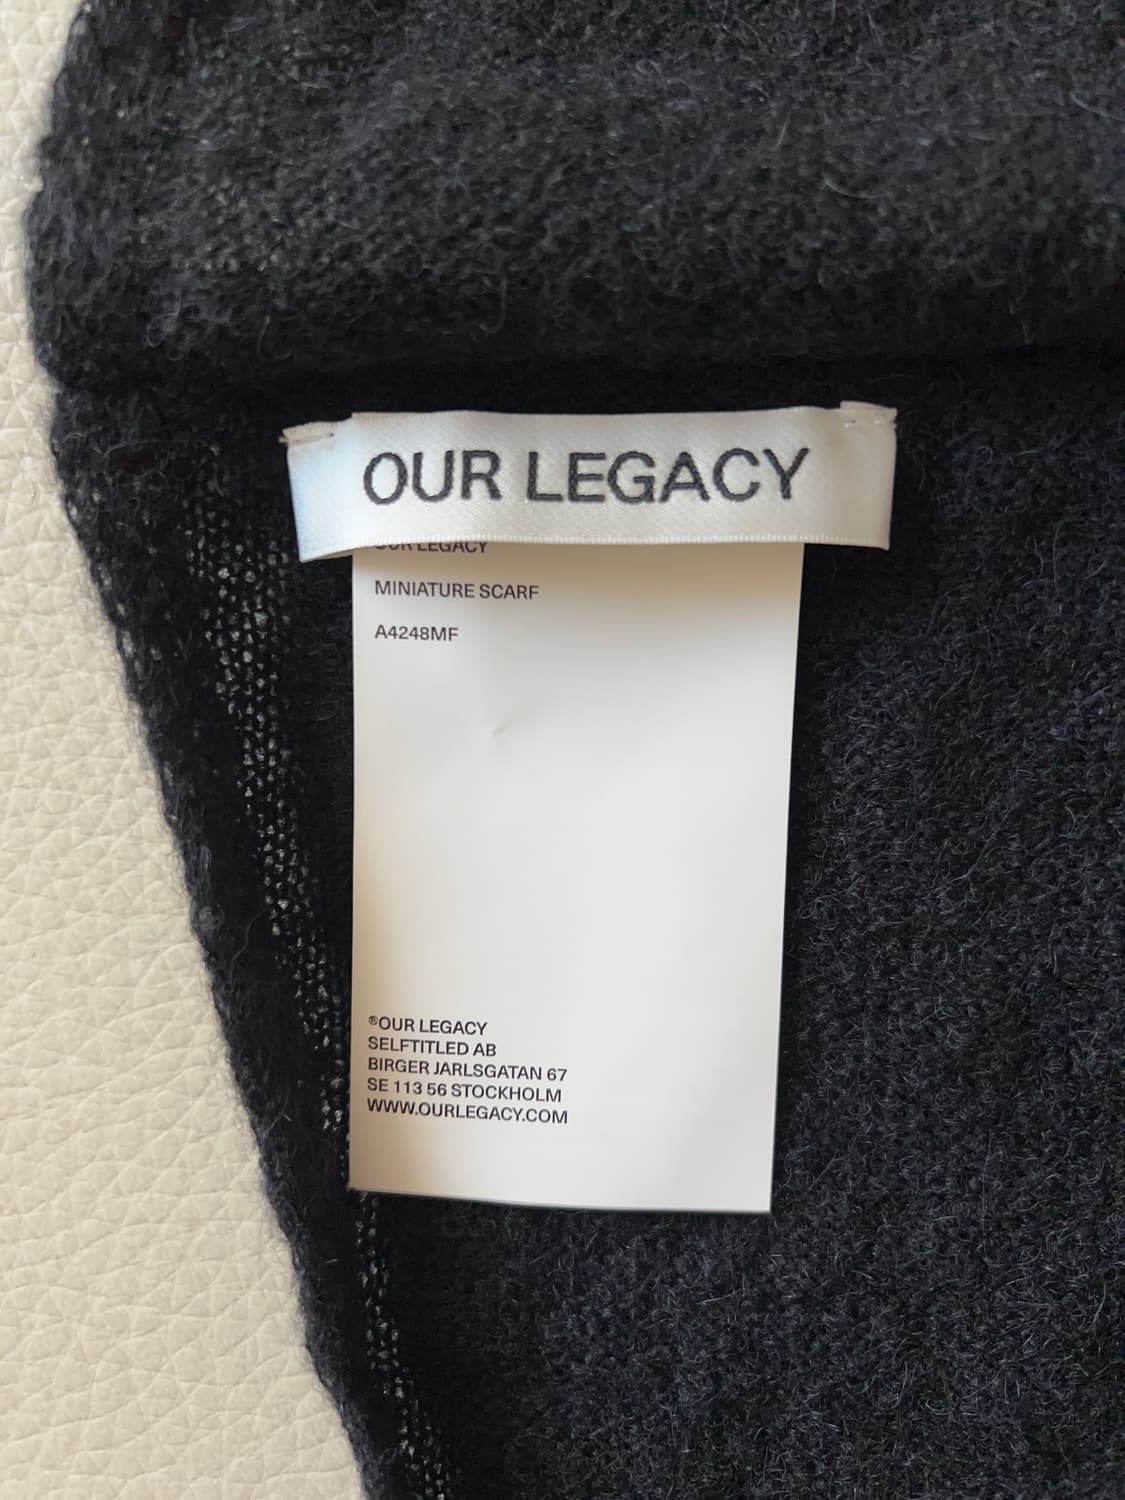 OUR LEGACY
OUR LEGACY
MINIATURE SCARF
A4248MF
®OUR LEGACY
SELFTITLED AB
BIRGER JARLSGATAN 67
SE 113 56 STOCKHOLM
WWW.OURLEGACY.COM